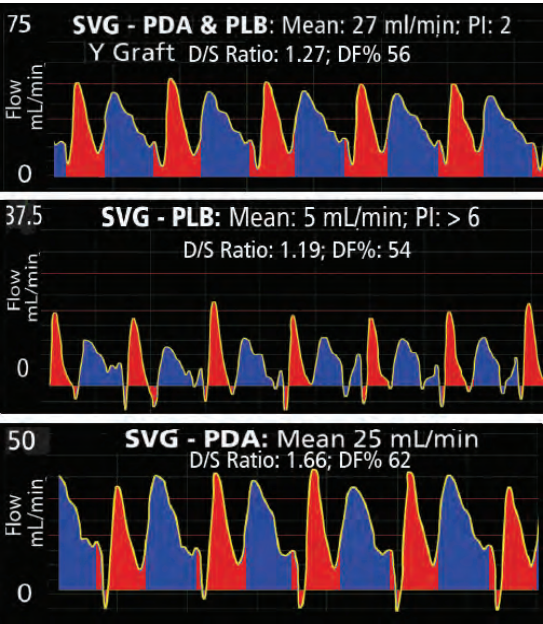 75
SVG - PDA & PLB: Mean: 27 ml/min; PI: 2
Y Graft D/S Ratio: 1.27; DF% 56
Flow
mL/min
0
37.5
SVG - PLB: Mean: 5 mL/min; PI: > 6
D/S Ratio: 1.19; DF%: 54
Flow
mL/min
0
50
SVG - PDA: Mean 25 mL/min
D/S Ratio: 1.66; DF% 62
Flow
mL/min
0